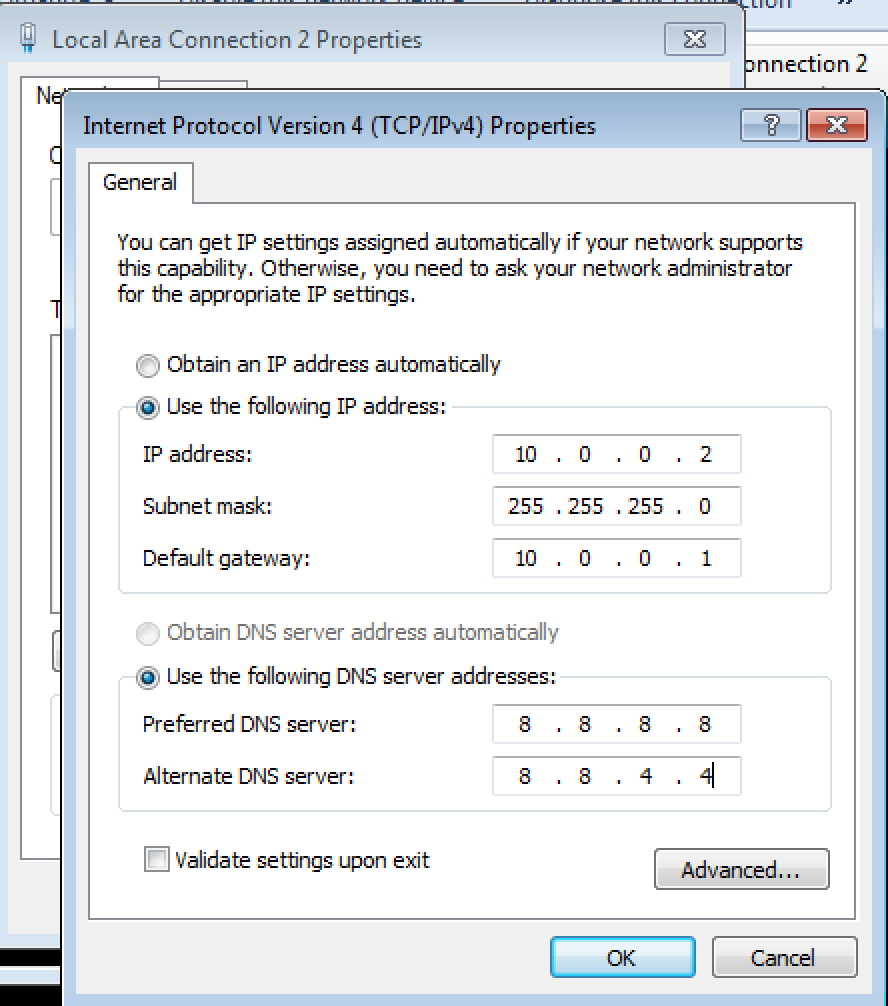 Connection
Local Area Connection 2 Properties
onnection 2
Internet Protocol Version 4 (TCP/IPv4) Properties
General
You can get IP settings assigned automatically if your network supports
this capability. Otherwise, you need to ask your network administrator
for the appropriate IP settings.
Obtain an IP address automatically
Use the following IP address:
IP address: 10 . 0 . 0 . 2
Subnet mask: 255 . 255 . 255 . 0
Default gateway: 10 . 0 . 0 . 1
Obtain DNS server address automatically
Use the following DNS server addresses:
Preferred DNS server: 8 . 8 . 8 . 8
Alternate DNS server: 8 . 8 . 4 . 4
Validate settings upon exit
Advanced...
OK Cancel